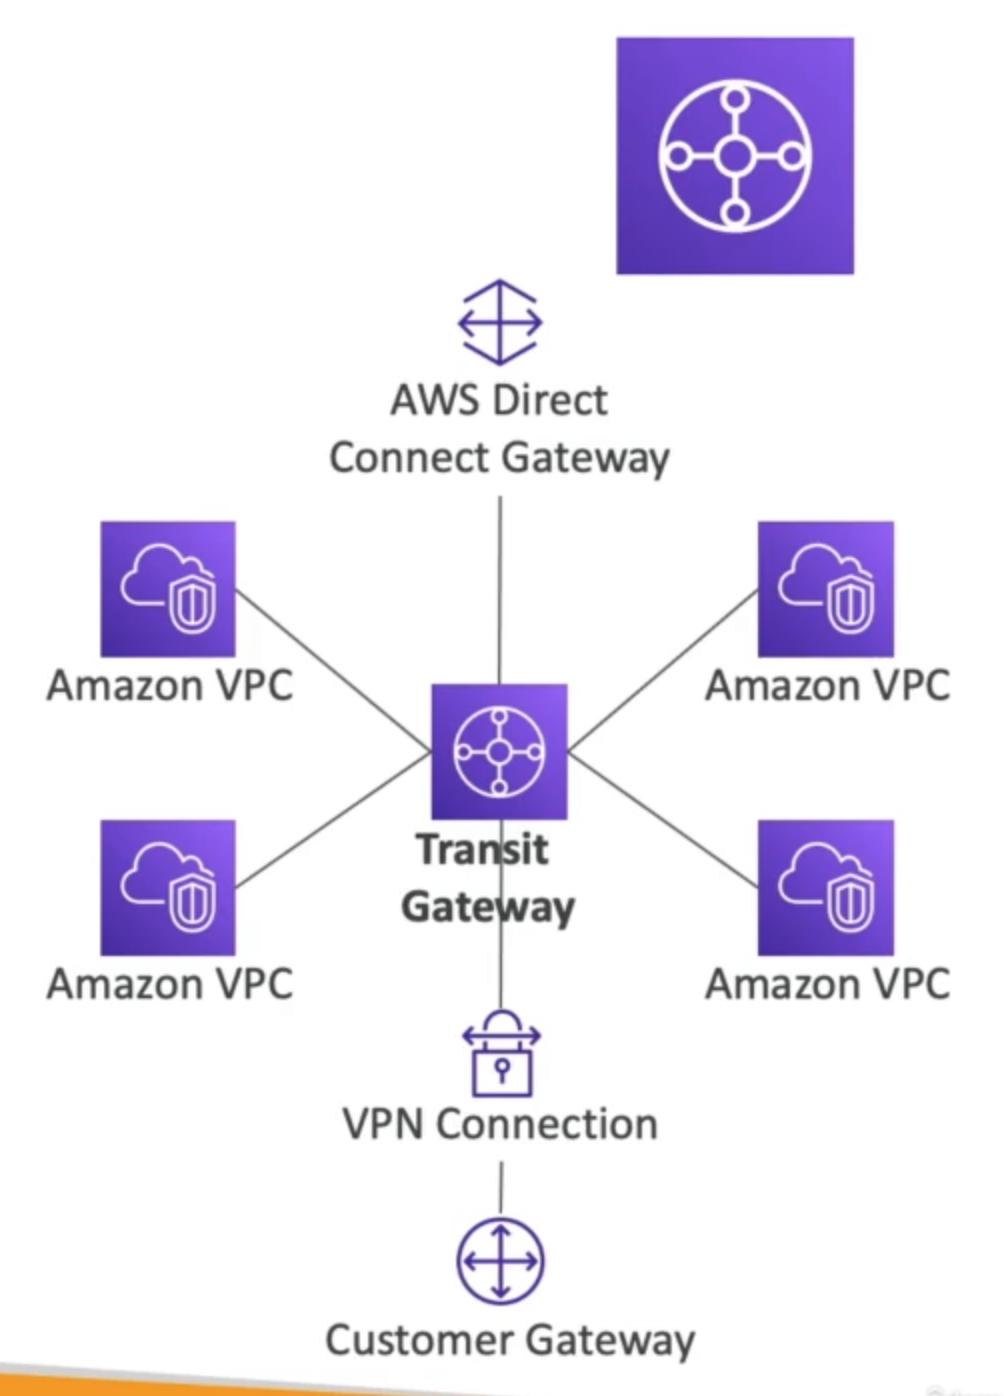 AWS Direct
Connect Gateway
Amazon VPC
Amazon VPC
Transit
Gateway
Amazon VPC
Amazon VPC
VPN Connection
Customer Gateway